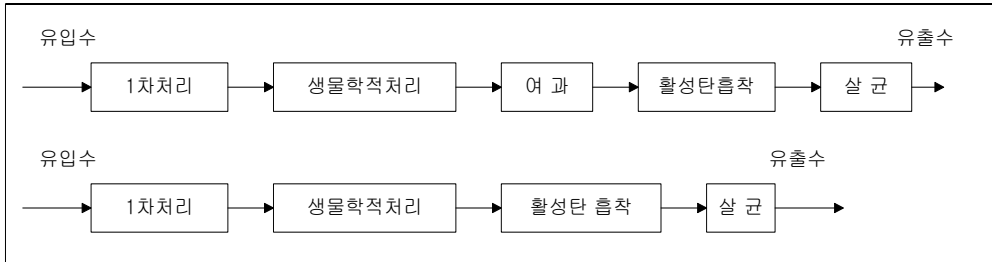 유입수 유출수
1차처리 생물학적처리 여 과 활성탄흡착 살 균
유입수 유출수
1차처리 생물학적처리 활성탄 흡착 살 균